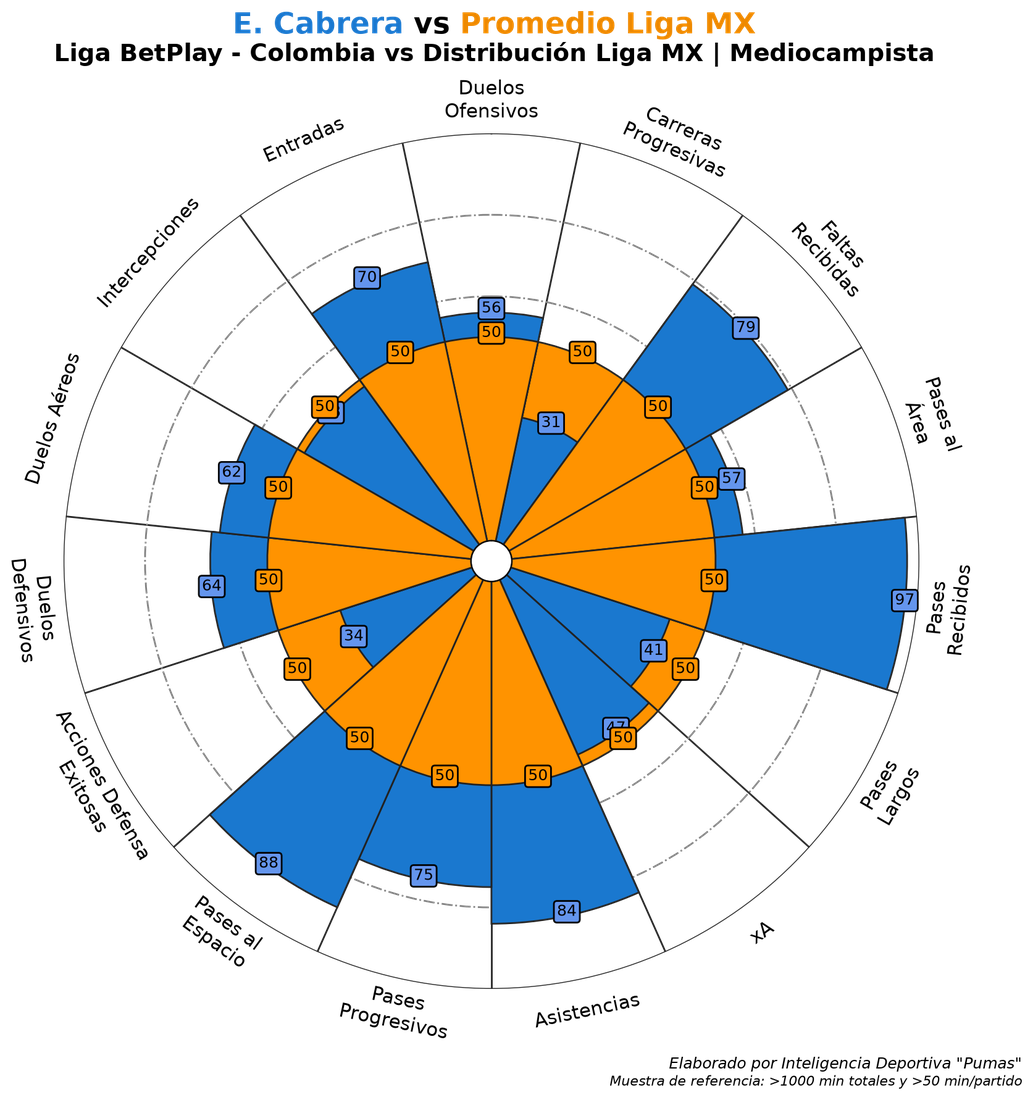 E. Cabrera vs Promedio Liga MX
Liga BetPlay - Colombia vs Distribución Liga MX | Mediocampista
Duelos
Ofensivos
56
50
Carreras
Progresivas
50
31
Faltas
Recibidas
79
50
Pases al
Área
57
50
Pases
Recibidos
97
50
Pases
Largos
41
50
xA
47
50
Asistencias
84
50
Pases
Progresivos
75
50
Pases al
Espacio
88
50
Acciones Defensa
Exitosas
34
50
Duelos
Defensivos
64
50
Duelos Aéreos
62
50
Intercepciones
50
Entradas
70
50
Elaborado por Inteligencia Deportiva "Pumas"
Muestra de referencia: >1000 min totales y >50 min/partido